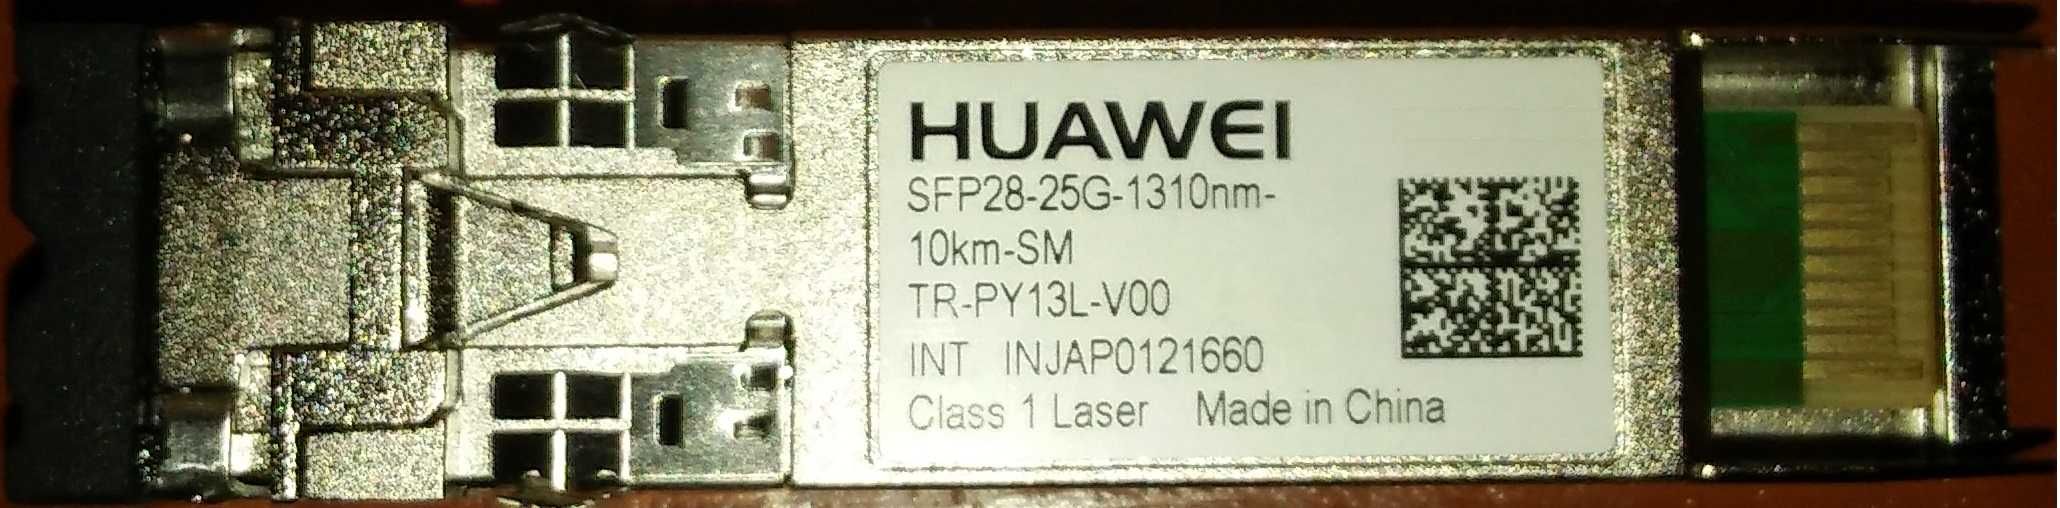 HUAWEI
SFP28-25G-1310nm-
10km-SM
TR-PY13L-V00
INT INJAP0121660
Class 1 Laser Made in China